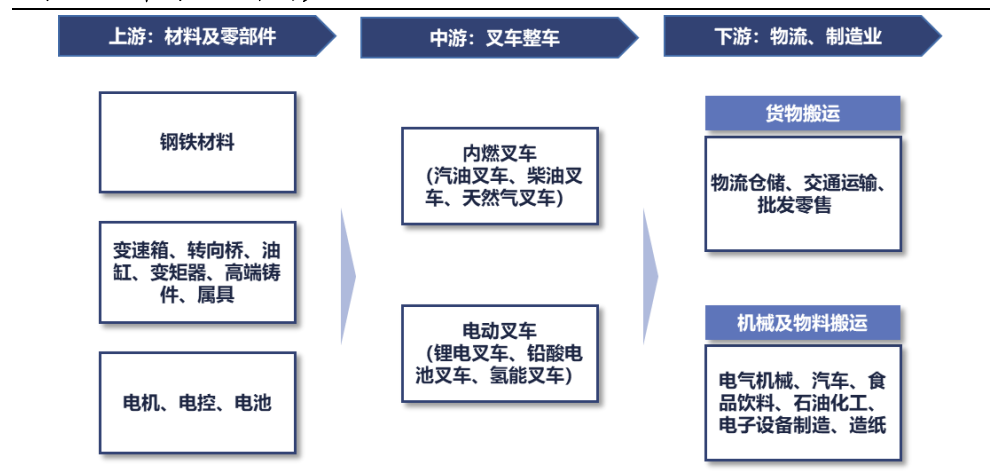 上游：材料及零部件
中游：叉车整车
下游：物流、制造业
钢铁材料
变速箱、转向桥、油
缸、变矩器、高端铸
件、属具
电机、电控、电池
内燃叉车
（汽油叉车、柴油叉
车、天然气叉车）
电动叉车
（锂电叉车、铅酸电
池叉车、氢能叉车）
货物搬运
物流仓储、交通运输、
批发零售
机械及物料搬运
电气机械、汽车、食
品饮料、石油化工、
电子设备制造、造纸